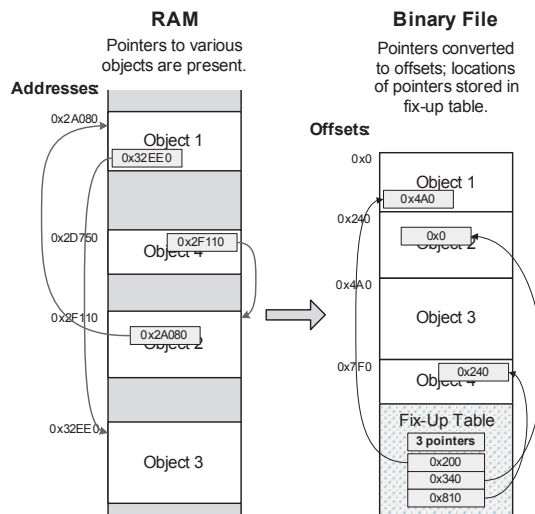 RAM
Pointers to various
objects are present.
Addresses:
0x2A080
Object 1
0x32EE0
0x2D750
0x2F110
Object 4
0x2F110
0x2A080
Object 2
0x32EE0
Object 3
Binary File
Pointers converted
to offsets; locations
of pointers stored in
fix-up table.
Offsets:
0x0
Object 1
0x4A0
0x240
0x0
Object 2
0x4A0
Object 3
0x7F0
0x240
Object 4
Fix-Up Table
3 pointers
0x200
0x340
0x810